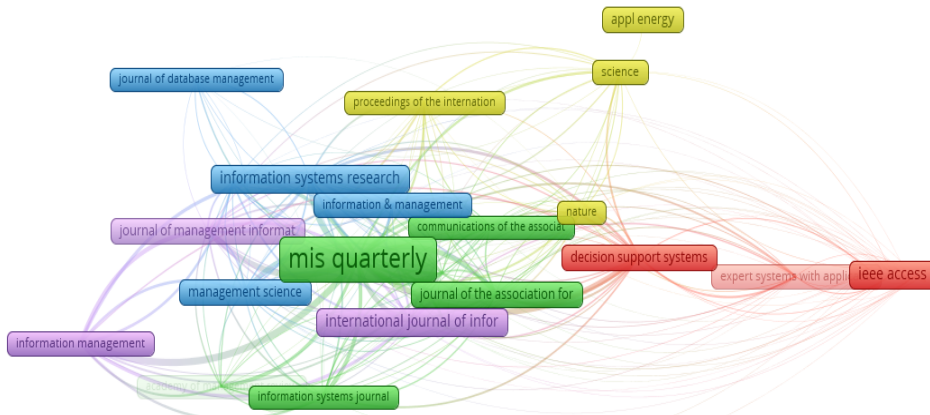 appl energy
science
journal of database management
proceedings of the internation
information systems research
information & management
nature
communications of the associat
journal of management informat
mis quarterly
decision support systems
expert systems with appli
ieee access
management science
journal of the association for
international journal of infor
information management
academy of
information systems journal